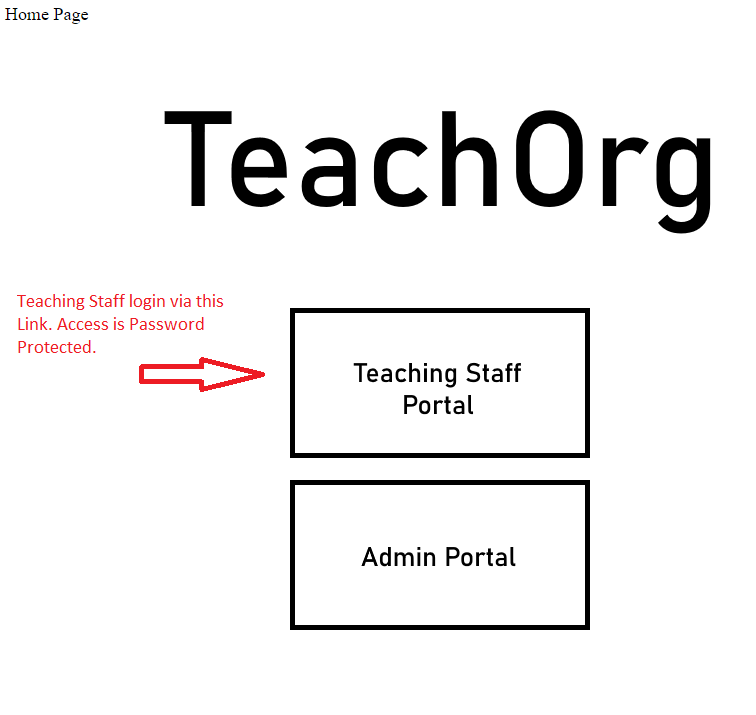 Home Page
TeachOrg
Teaching Staff login via this
Link. Access is Password
Protected.
Teaching Staff
Portal
Admin Portal